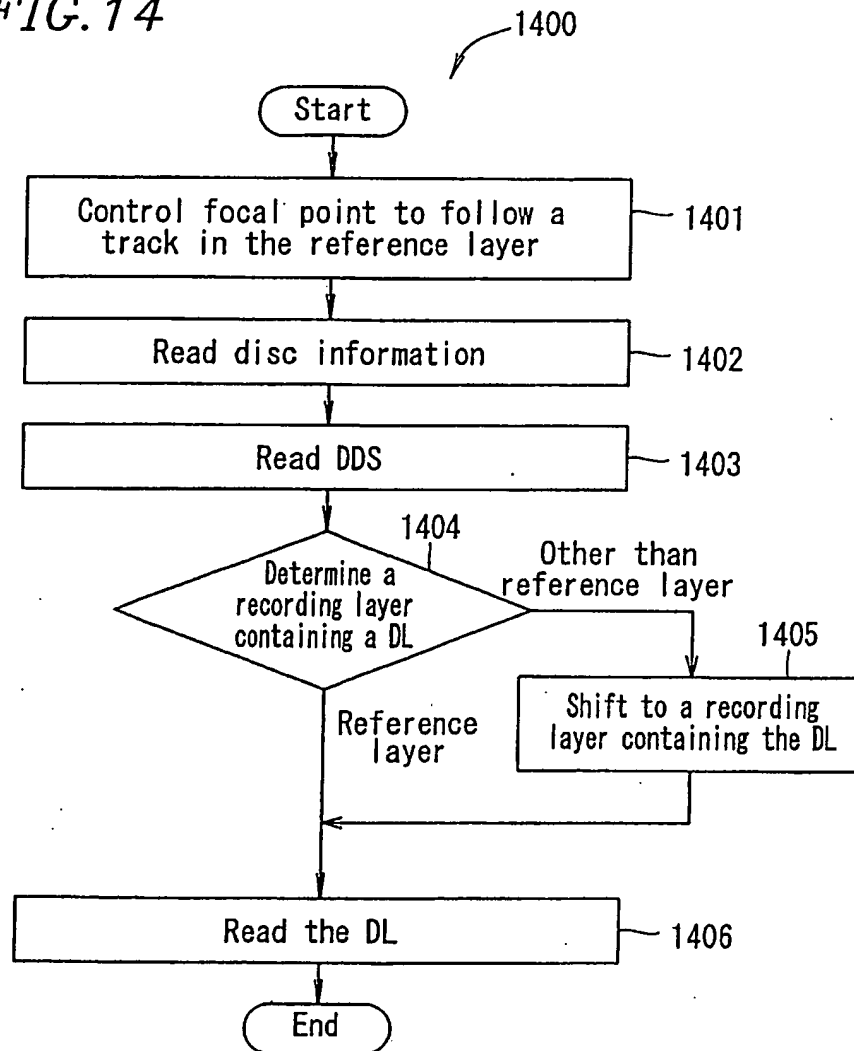 FIG. 14
1400
Start
Control focal point to follow a
track in the reference layer
1401
Read disc information
1402
Read DDS
1403
1404
Determine a
recording layer
containing a DL
Other than
reference layer
1405
Shift to a recording
layer containing the DL
Reference
layer
Read the DL
1406
End